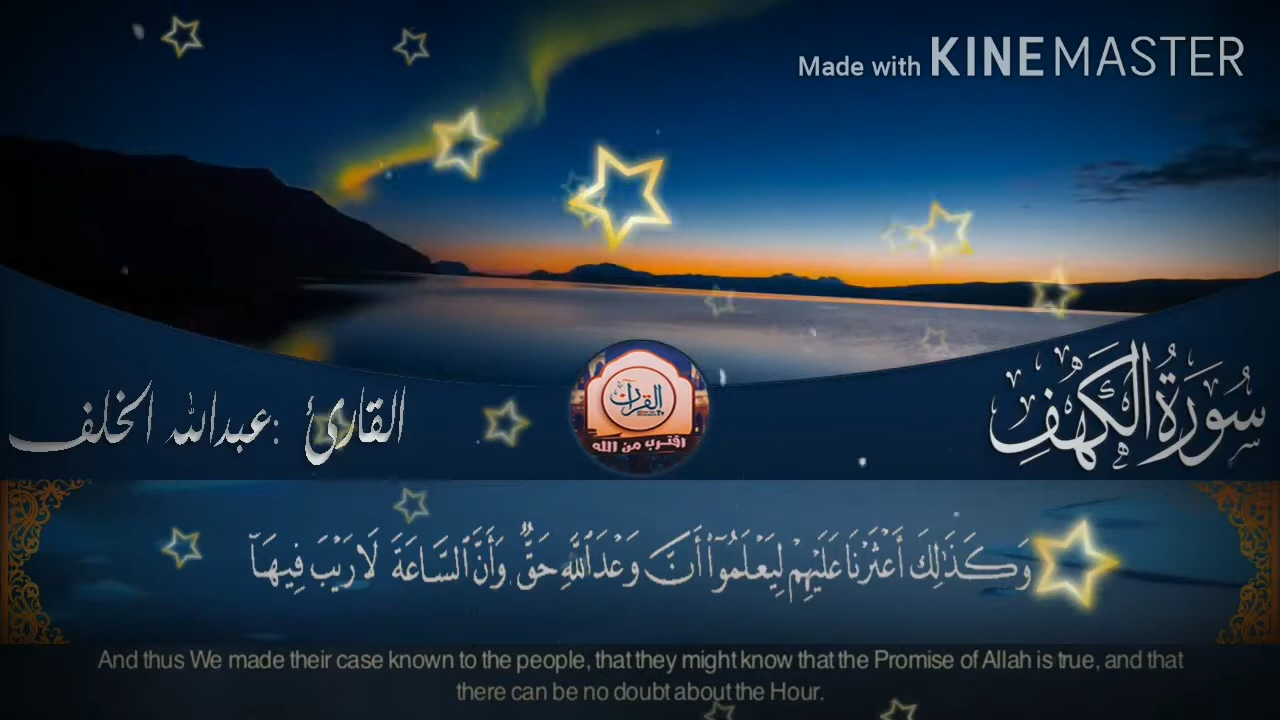 Made with KINEMASTER
سُورَةُ الكَهْفِ
القارئ :عبدالله الخلف
القرآن
اقترب من الله
وَكَذَٰلِكَ أَعْثَرْنَا عَلَيْهِمْ لِيَعْلَمُوٓا۟ أَنَّ وَعْدَ ٱللَّهِ حَقٌّ وَأَنَّ ٱلسَّاعَةَ لَا رَيْبَ فِيهَآ
And thus We made their case known to the people, that they might know that the Promise of Allah is true, and that
there can be no doubt about the Hour.